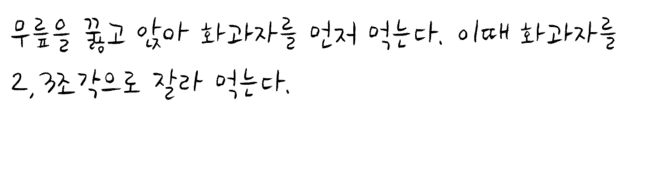 무릎을 꿇고 앉아 화과자를 먼저 먹는다. 이때 화과자를
2, 3조각으로 잘라 먹는다.